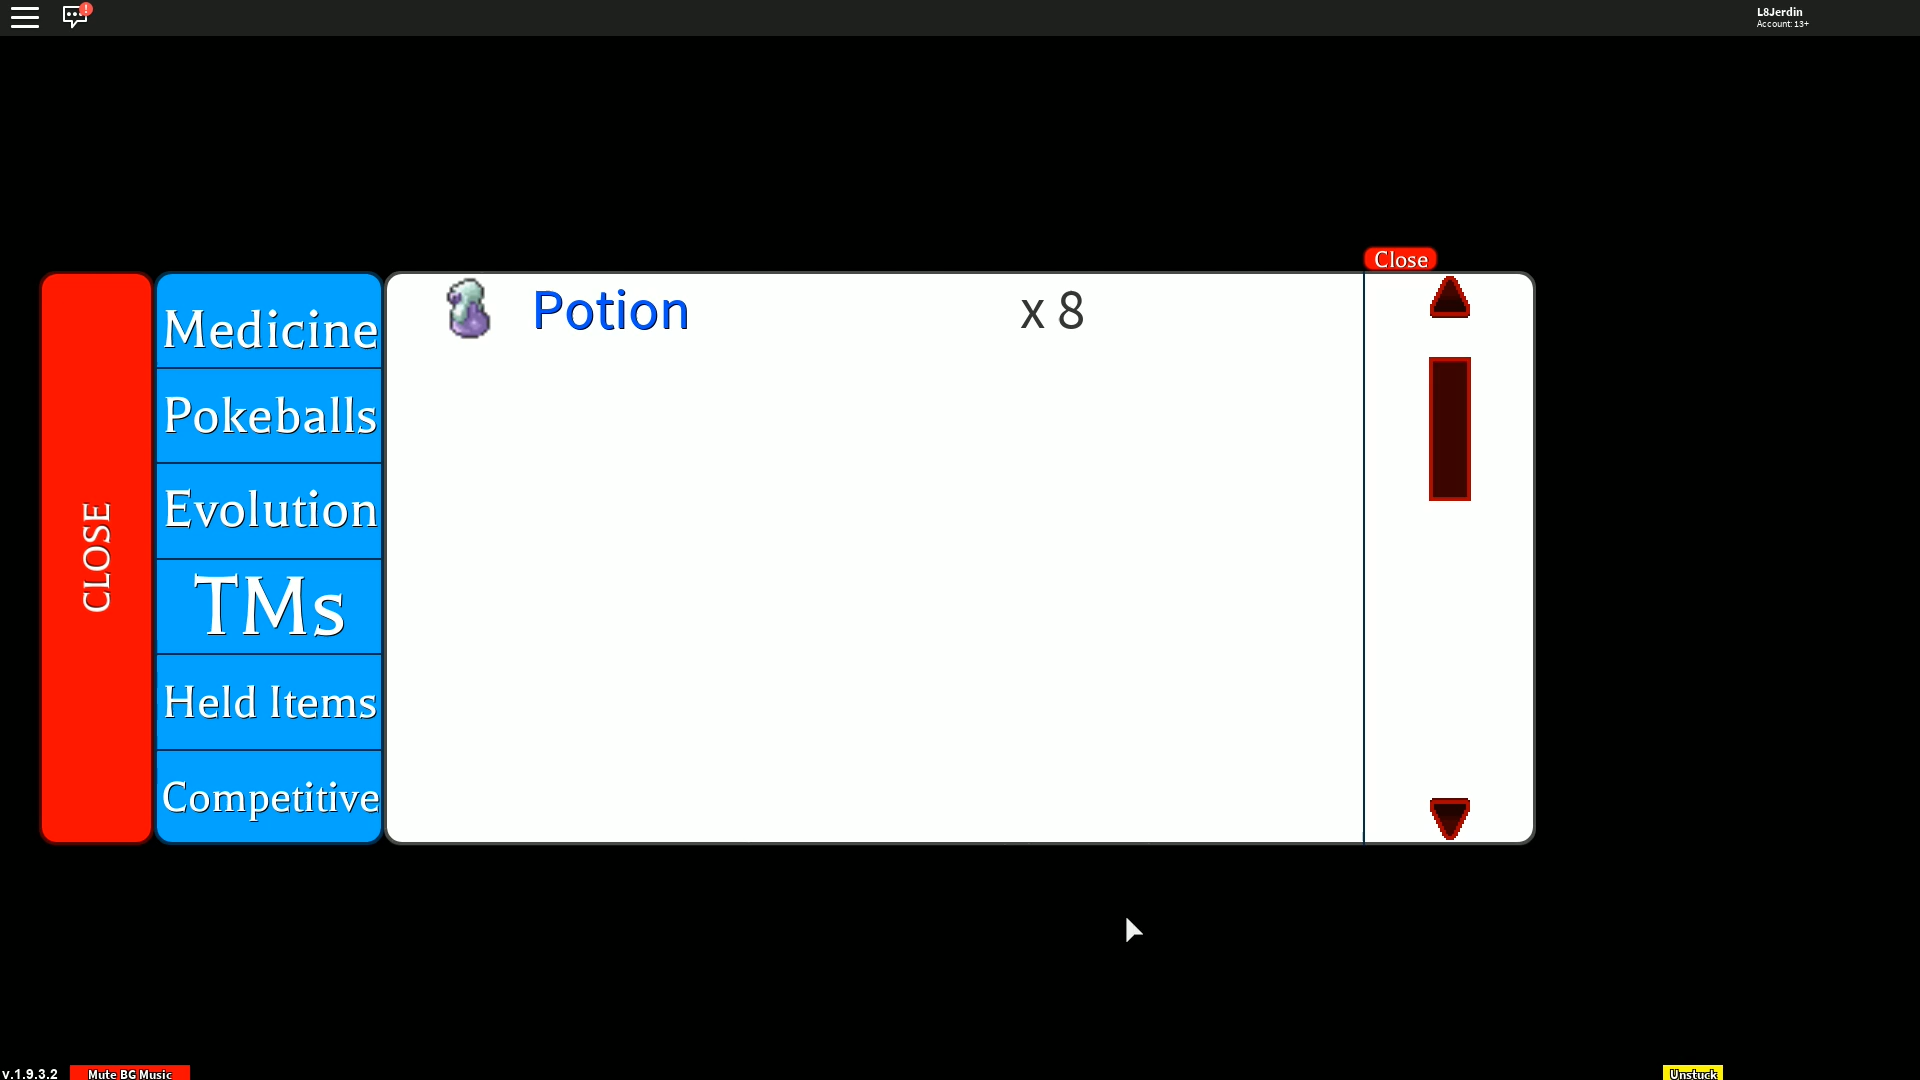 L8Jerdin
Account: 13+
Close
Medicine
Potion x 8
Pokeballs
Evolution
CLOSE
TMs
Held Items
Competitive
v.1.9.3.2
Mute BG Music
Unstuck